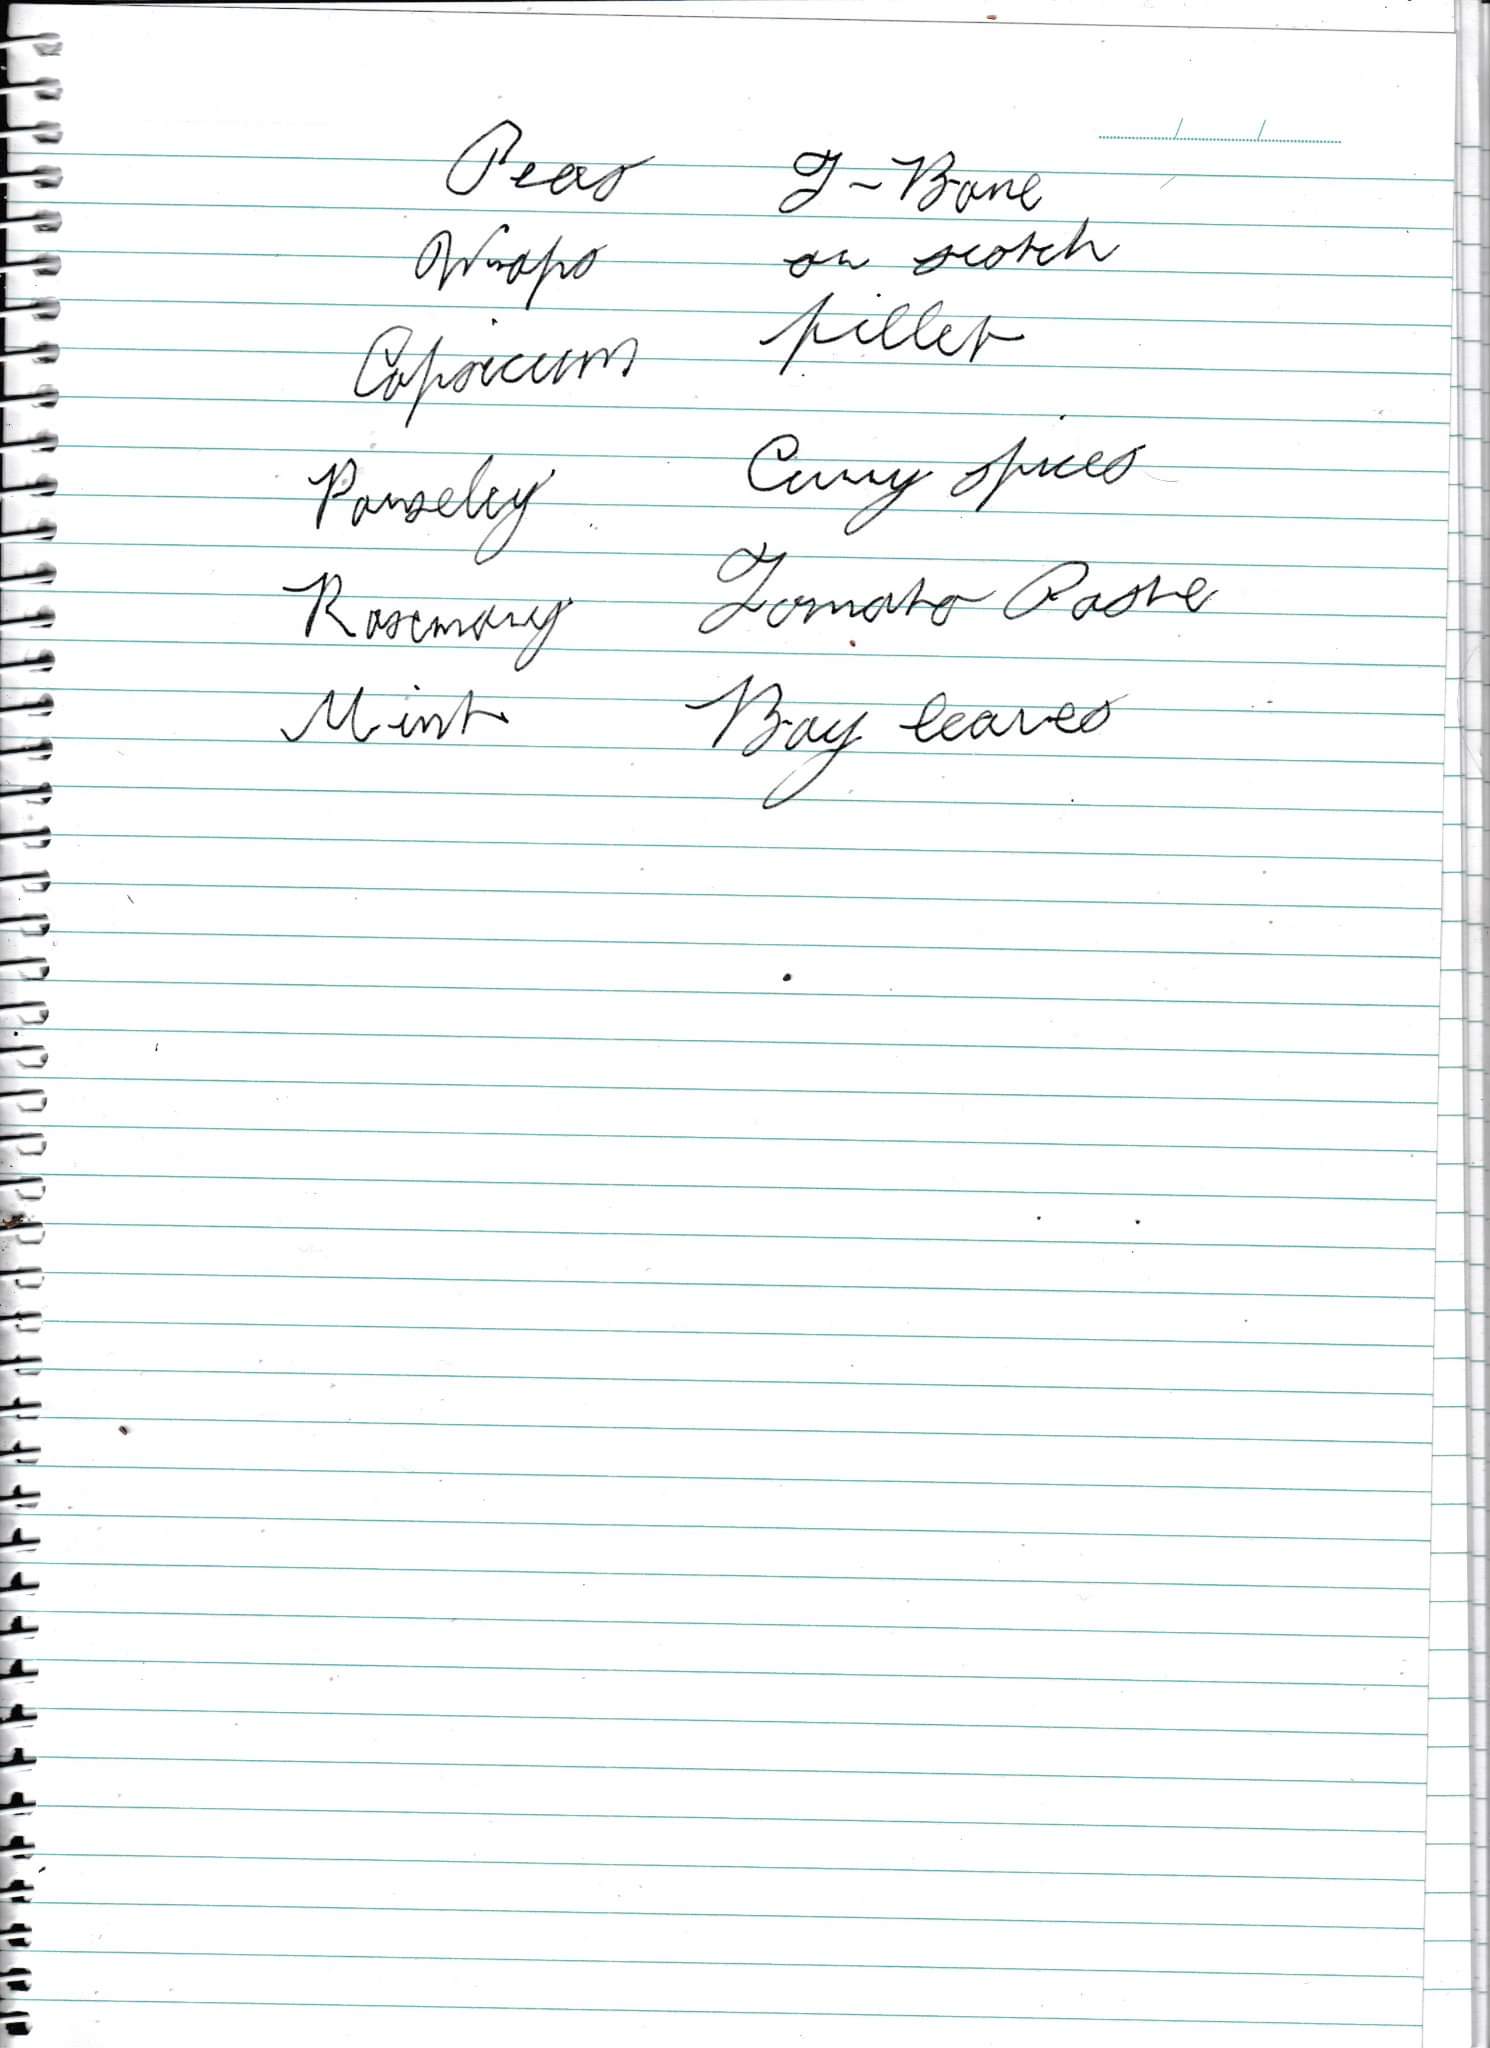 Peas
Wraps
Capsicum
Parseley
Rosemary
Mint
T-Bone
or scotch
fillet
Curry spices
Tomato Paste
Bay leaves